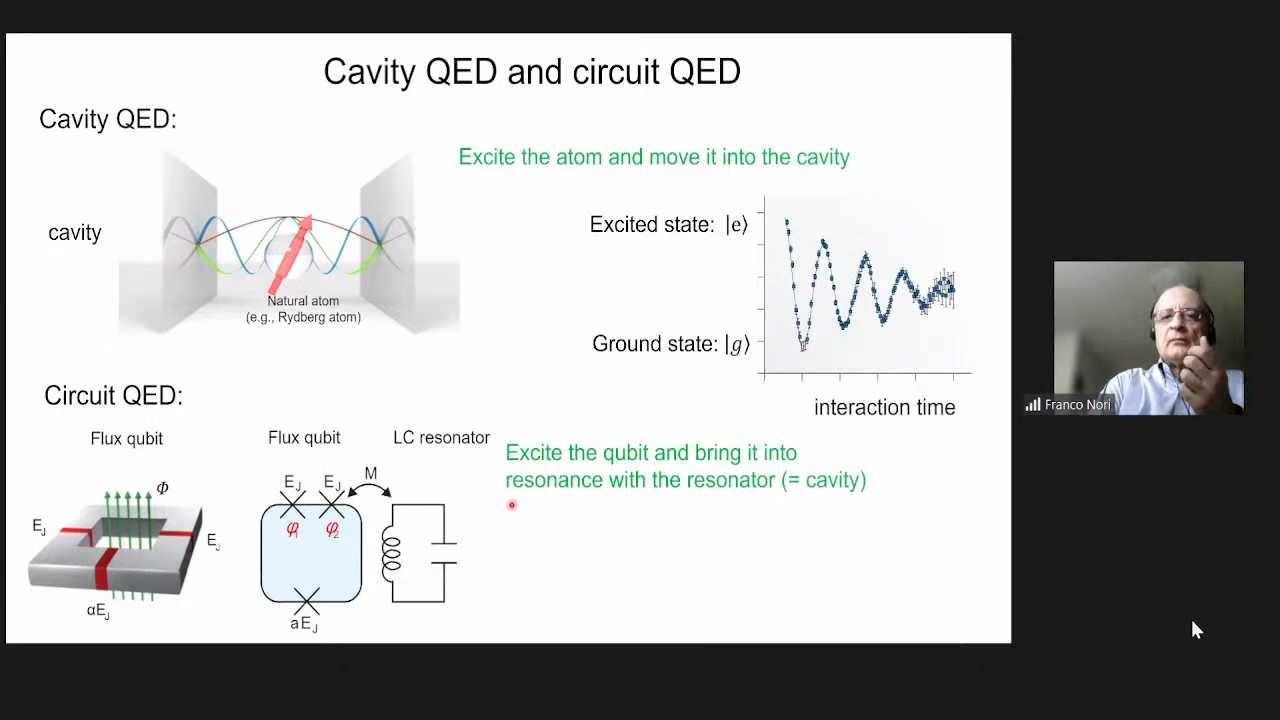 Cavity QED and circuit QED
Cavity QED:
Excite the atom and move it into the cavity
cavity
Natural atom
(e.g., Rydberg atom)
Excited state: |e⟩
Ground state: |g⟩
interaction time
Circuit QED:
Flux qubit
Φ
E_J
E_J
αE_J
Flux qubit
LC resonator
E_J E_J M
φ1 φ2
aE_J
Excite the qubit and bring it into
resonance with the resonator (= cavity)
Franco Nori